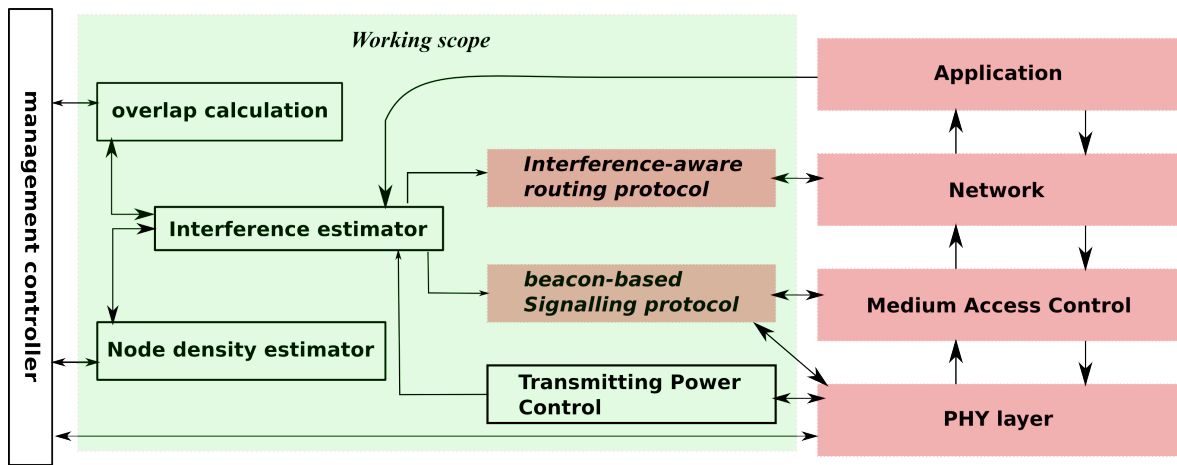 management controller
Working scope
overlap calculation
Interference estimator
Node density estimator
Interference-aware
routing protocol
beacon-based
Signalling protocol
Transmitting Power
Control
Application
Network
Medium Access Control
PHY layer